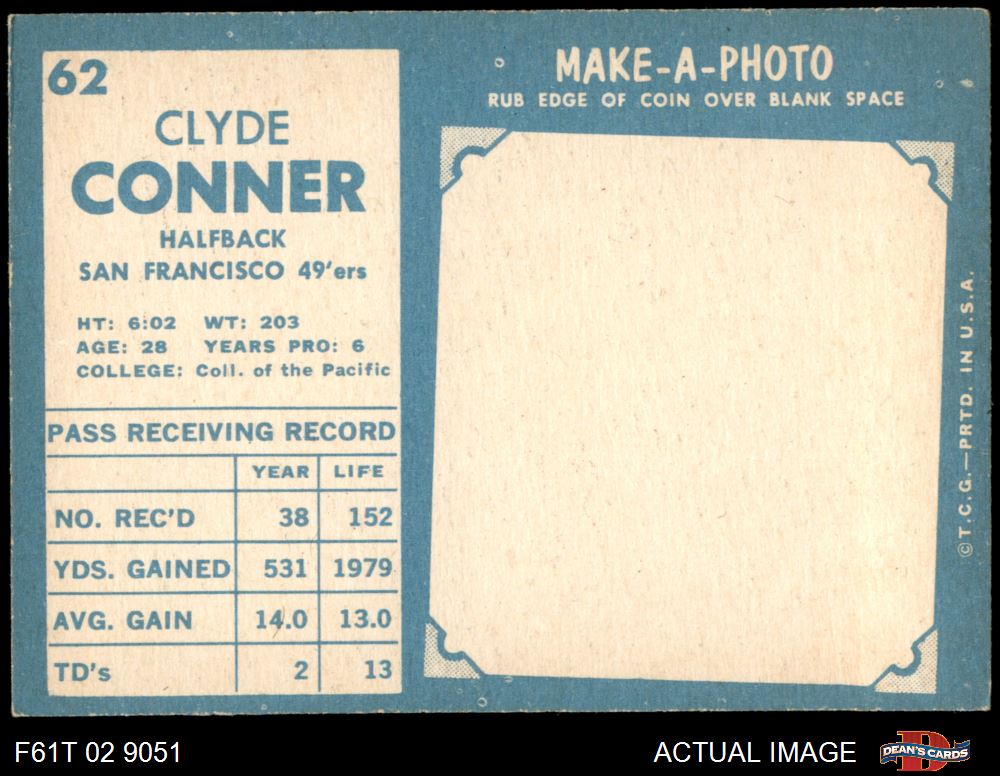 62
CLYDE
CONNER
HALFBACK
SAN FRANCISCO 49'ers
HT: 6:02 WT: 203
AGE: 28 YEARS PRO: 6
COLLEGE: Coll. of the Pacific
PASS RECEIVING RECORD
YEAR LIFE
NO. REC'D 38 152
YDS. GAINED 531 1979
AVG. GAIN 14.0 13.0
TD's 2 13
MAKE-A-PHOTO
RUB EDGE OF COIN OVER BLANK SPACE
©T.C.G.—PRTD. IN U.S.A.
F61T 02 9051
ACTUAL IMAGE
D
DEAN'S CARDS